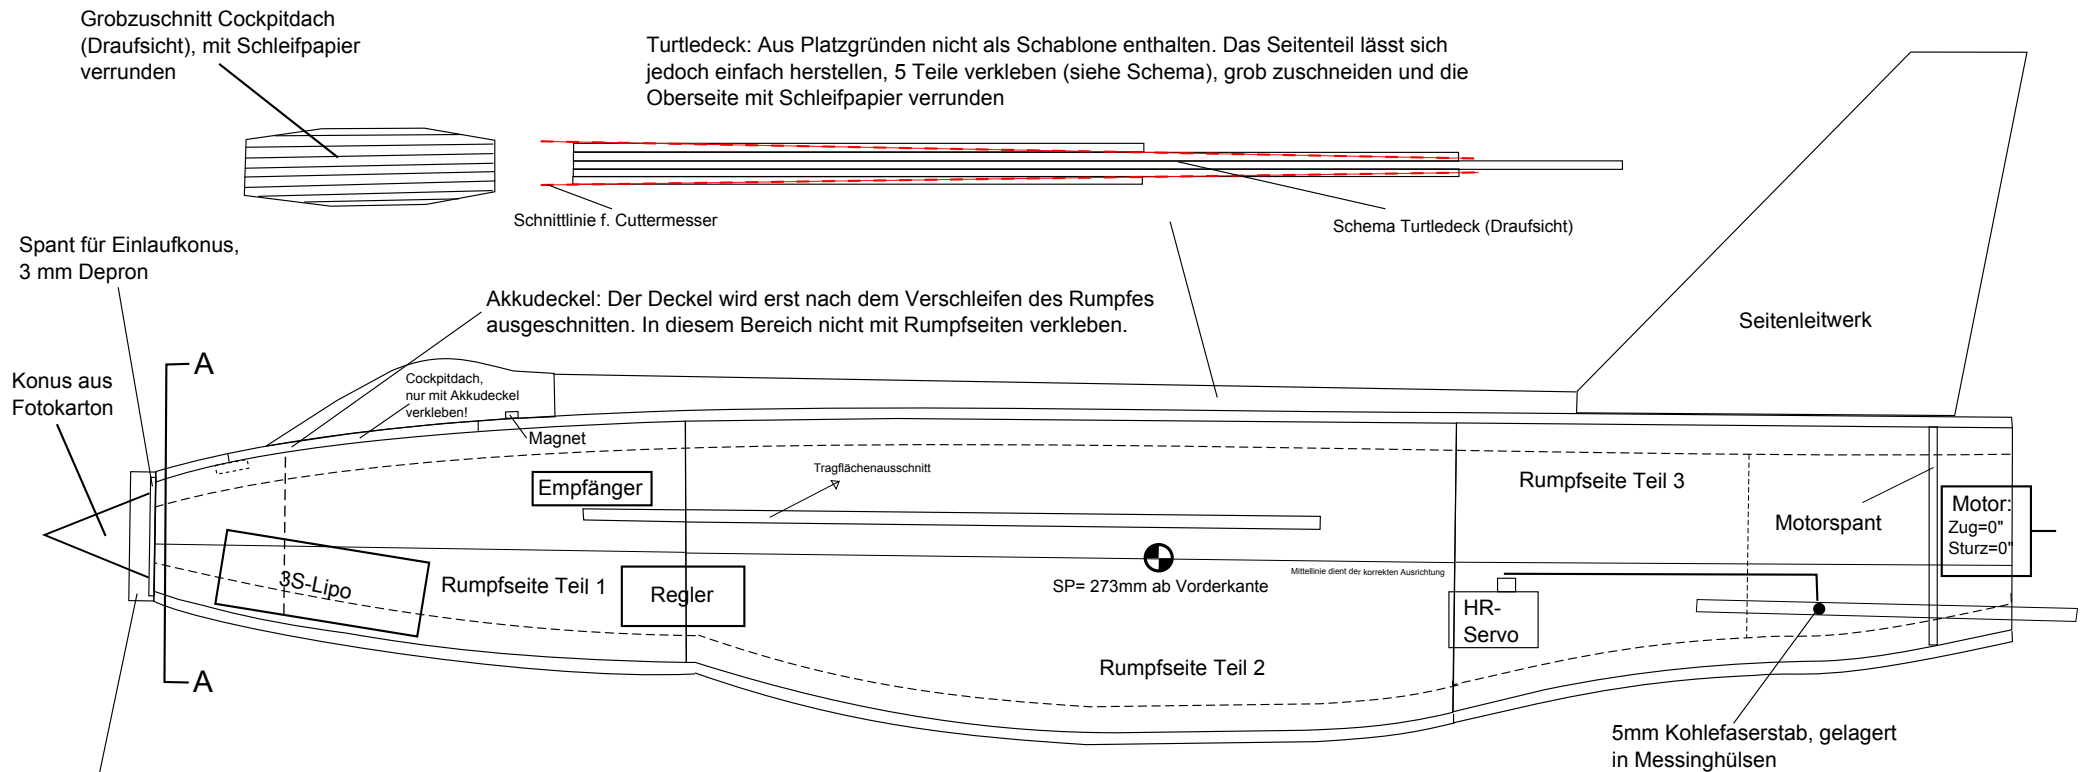 Grobzuschnitt Cockpitdach
(Draufsicht), mit Schleifpapier
verrunden
Turtledeck: Aus Platzgründen nicht als Schablone enthalten. Das Seitenteil lässt sich
jedoch einfach herstellen, 5 Teile verkleben (siehe Schema), grob zuschneiden und die
Oberseite mit Schleifpapier verrunden
Schnittlinie f. Cuttermesser
Schema Turtledeck (Draufsicht)
Spant für Einlaufkonus,
3 mm Depron
Akkudeckel: Der Deckel wird erst nach dem Verschleifen des Rumpfes
ausgeschnitten. In diesem Bereich nicht mit Rumpfseiten verkleben.
Seitenleitwerk
A
Konus aus
Fotokarton
Cockpitdach,
nur mit Akkudeckel
verkleben!
Magnet
Tragflächenausschnitt
Empfänger
Rumpfseite Teil 3
Motorspant
Motor:
Zug=0"
Sturz=0"
3S-Lipo
Rumpfseite Teil 1
Regler
SP= 273mm ab Vorderkante
Mittellinie dient der korrekten Ausrichtung
HR-
Servo
Rumpfseite Teil 2
A
5mm Kohlefaserstab, gelagert
in Messinghülsen